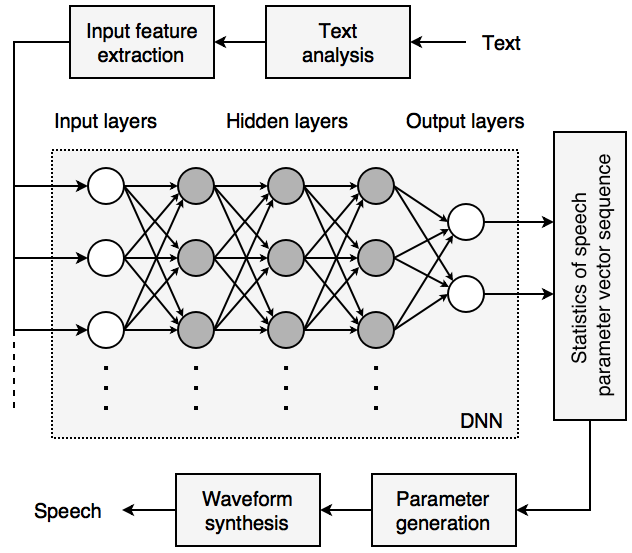 Input feature
extraction
Text
analysis
Text
Input layers
Hidden layers
Output layers
Statistics of speech
parameter vector sequence
DNN
Speech
Waveform
synthesis
Parameter
generation